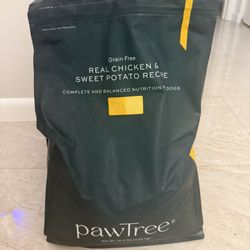 Grain Free
REAL CHICKEN &
SWEET POTATO RECIPE
COMPLETE AND BALANCED NUTRITION FOR DOGS
pawTree®